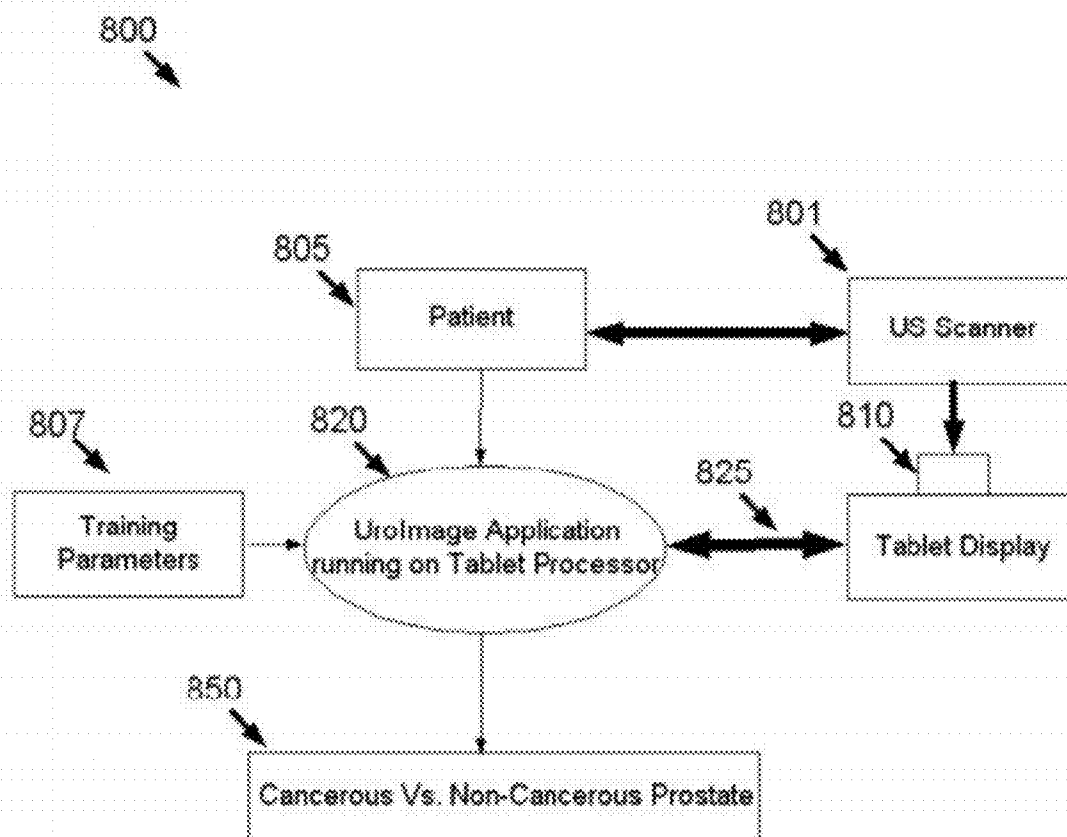 800
801
805
Patient
US Scanner
807
820
810
825
Training
Parameters
UroImage Application
running on Tablet Processor
Tablet Display
850
Cancerous Vs. Non-Cancerous Prostate